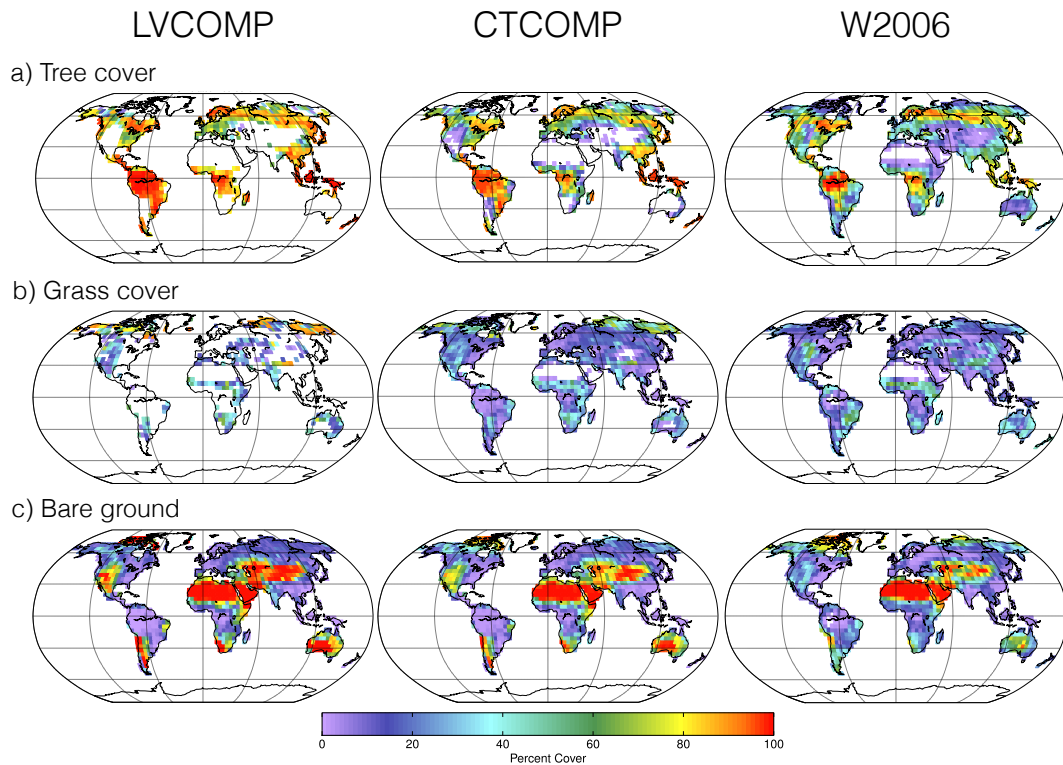 LVCOMP CTCOMP W2006
a) Tree cover
b) Grass cover
c) Bare ground
0 20 40 60 80 100
Percent Cover